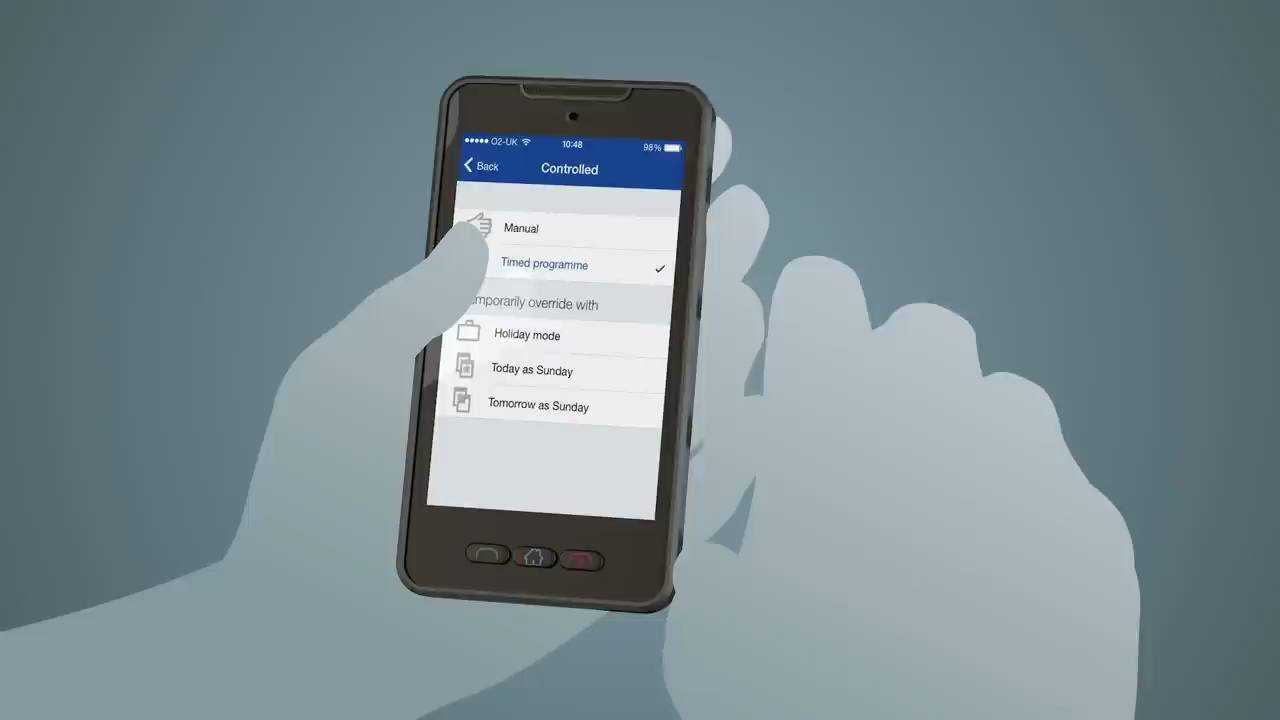 O2-UK 10:48 98%
Back Controlled
Manual
Timed programme
emporarily override with
Holiday mode
Today as Sunday
Tomorrow as Sunday